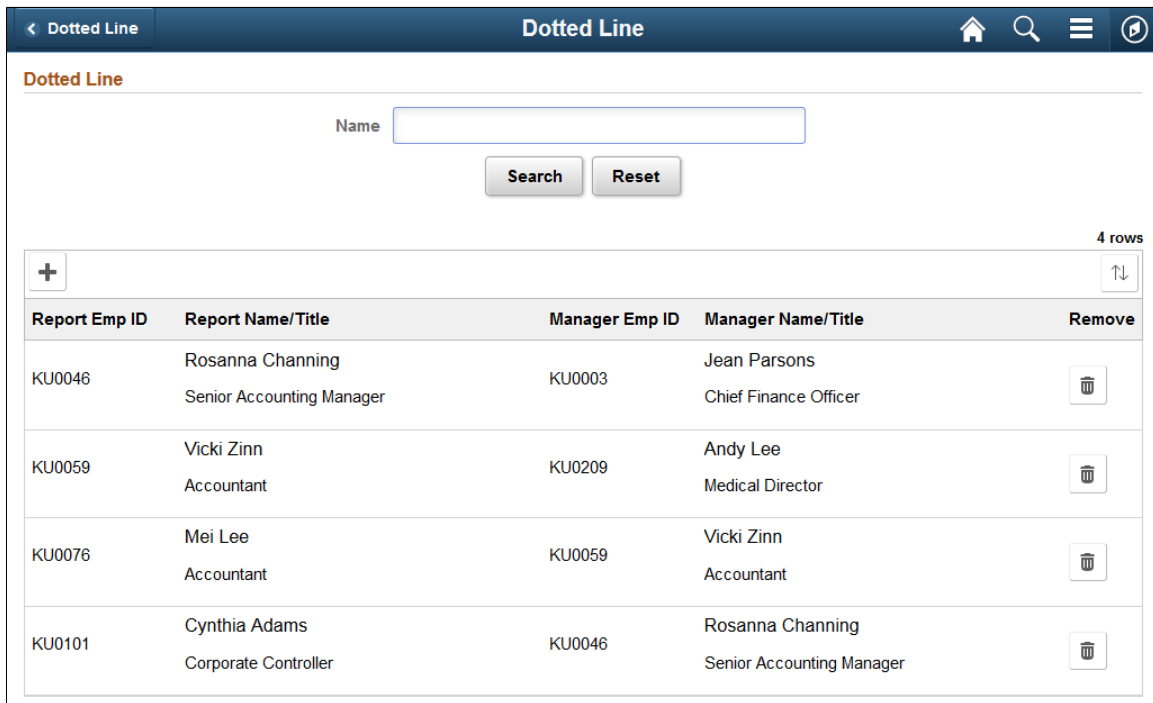 Dotted Line Dotted Line
Dotted Line
Name
Search Reset
4 rows
Report Emp ID Report Name/Title Manager Emp ID Manager Name/Title Remove
KU0046 Rosanna Channing KU0003 Jean Parsons
Senior Accounting Manager Chief Finance Officer
KU0059 Vicki Zinn KU0209 Andy Lee
Accountant Medical Director
KU0076 Mei Lee KU0059 Vicki Zinn
Accountant Accountant
KU0101 Cynthia Adams KU0046 Rosanna Channing
Corporate Controller Senior Accounting Manager